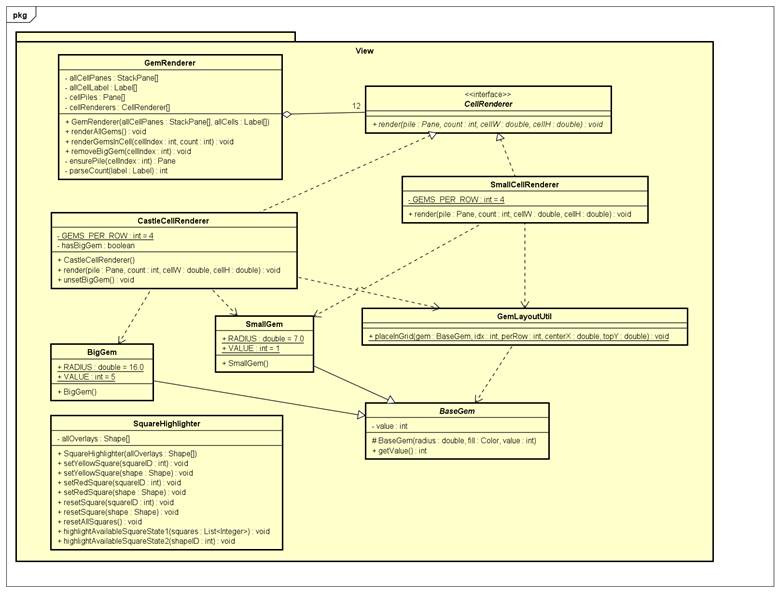 pkg
View
GemRenderer
- allCellPanes : StackPane[]
- allCellLabel : Label[]
- cellPiles : Pane[]
- cellRenderers : CellRenderer[]
+ GemRenderer(allCellPanes : StackPane[], allCells : Label[])
+ renderAllGems() : void
+ renderGemsInCell(cellIndex : int, count : int) : void
+ removeBigGem(cellIndex : int) : void
- ensurePile(cellIndex : int) : Pane
- parseCount(label : Label) : int
12
<<interface>>
CellRenderer
+ render(pile : Pane, count : int, cellW : double, cellH : double) : void
SmallCellRenderer
- GEMS_PER_ROW : int = 4
+ render(pile : Pane, count : int, cellW : double, cellH : double) : void
CastleCellRenderer
- GEMS_PER_ROW : int = 4
- hasBigGem : boolean
+ CastleCellRenderer()
+ render(pile : Pane, count : int, cellW : double, cellH : double) : void
+ unsetBigGem() : void
GemLayoutUtil
+ placeInGrid(gem : BaseGem, idx : int, perRow : int, centerX : double, topY : double) : void
SmallGem
+ RADIUS : double = 7.0
+ VALUE : int = 1
+ SmallGem()
BigGem
+ RADIUS : double = 16.0
+ VALUE : int = 5
+ BigGem()
BaseGem
- value : int
# BaseGem(radius : double, fill : Color, value : int)
+ getValue() : int
SquareHighlighter
- allOverlays : Shape[]
+ SquareHighlighter(allOverlays : Shape[])
+ setYellowSquare(squareID : int) : void
+ setYellowSquare(shape : Shape) : void
+ setRedSquare(squareID : int) : void
+ setRedSquare(shape : Shape) : void
+ resetSquare(squareID : int) : void
+ resetSquare(shape : Shape) : void
+ resetAllSquares() : void
+ highlightAvailableSquareState1(squares : List<Integer>) : void
+ highlightAvailableSquareState2(shapeID : int) : void